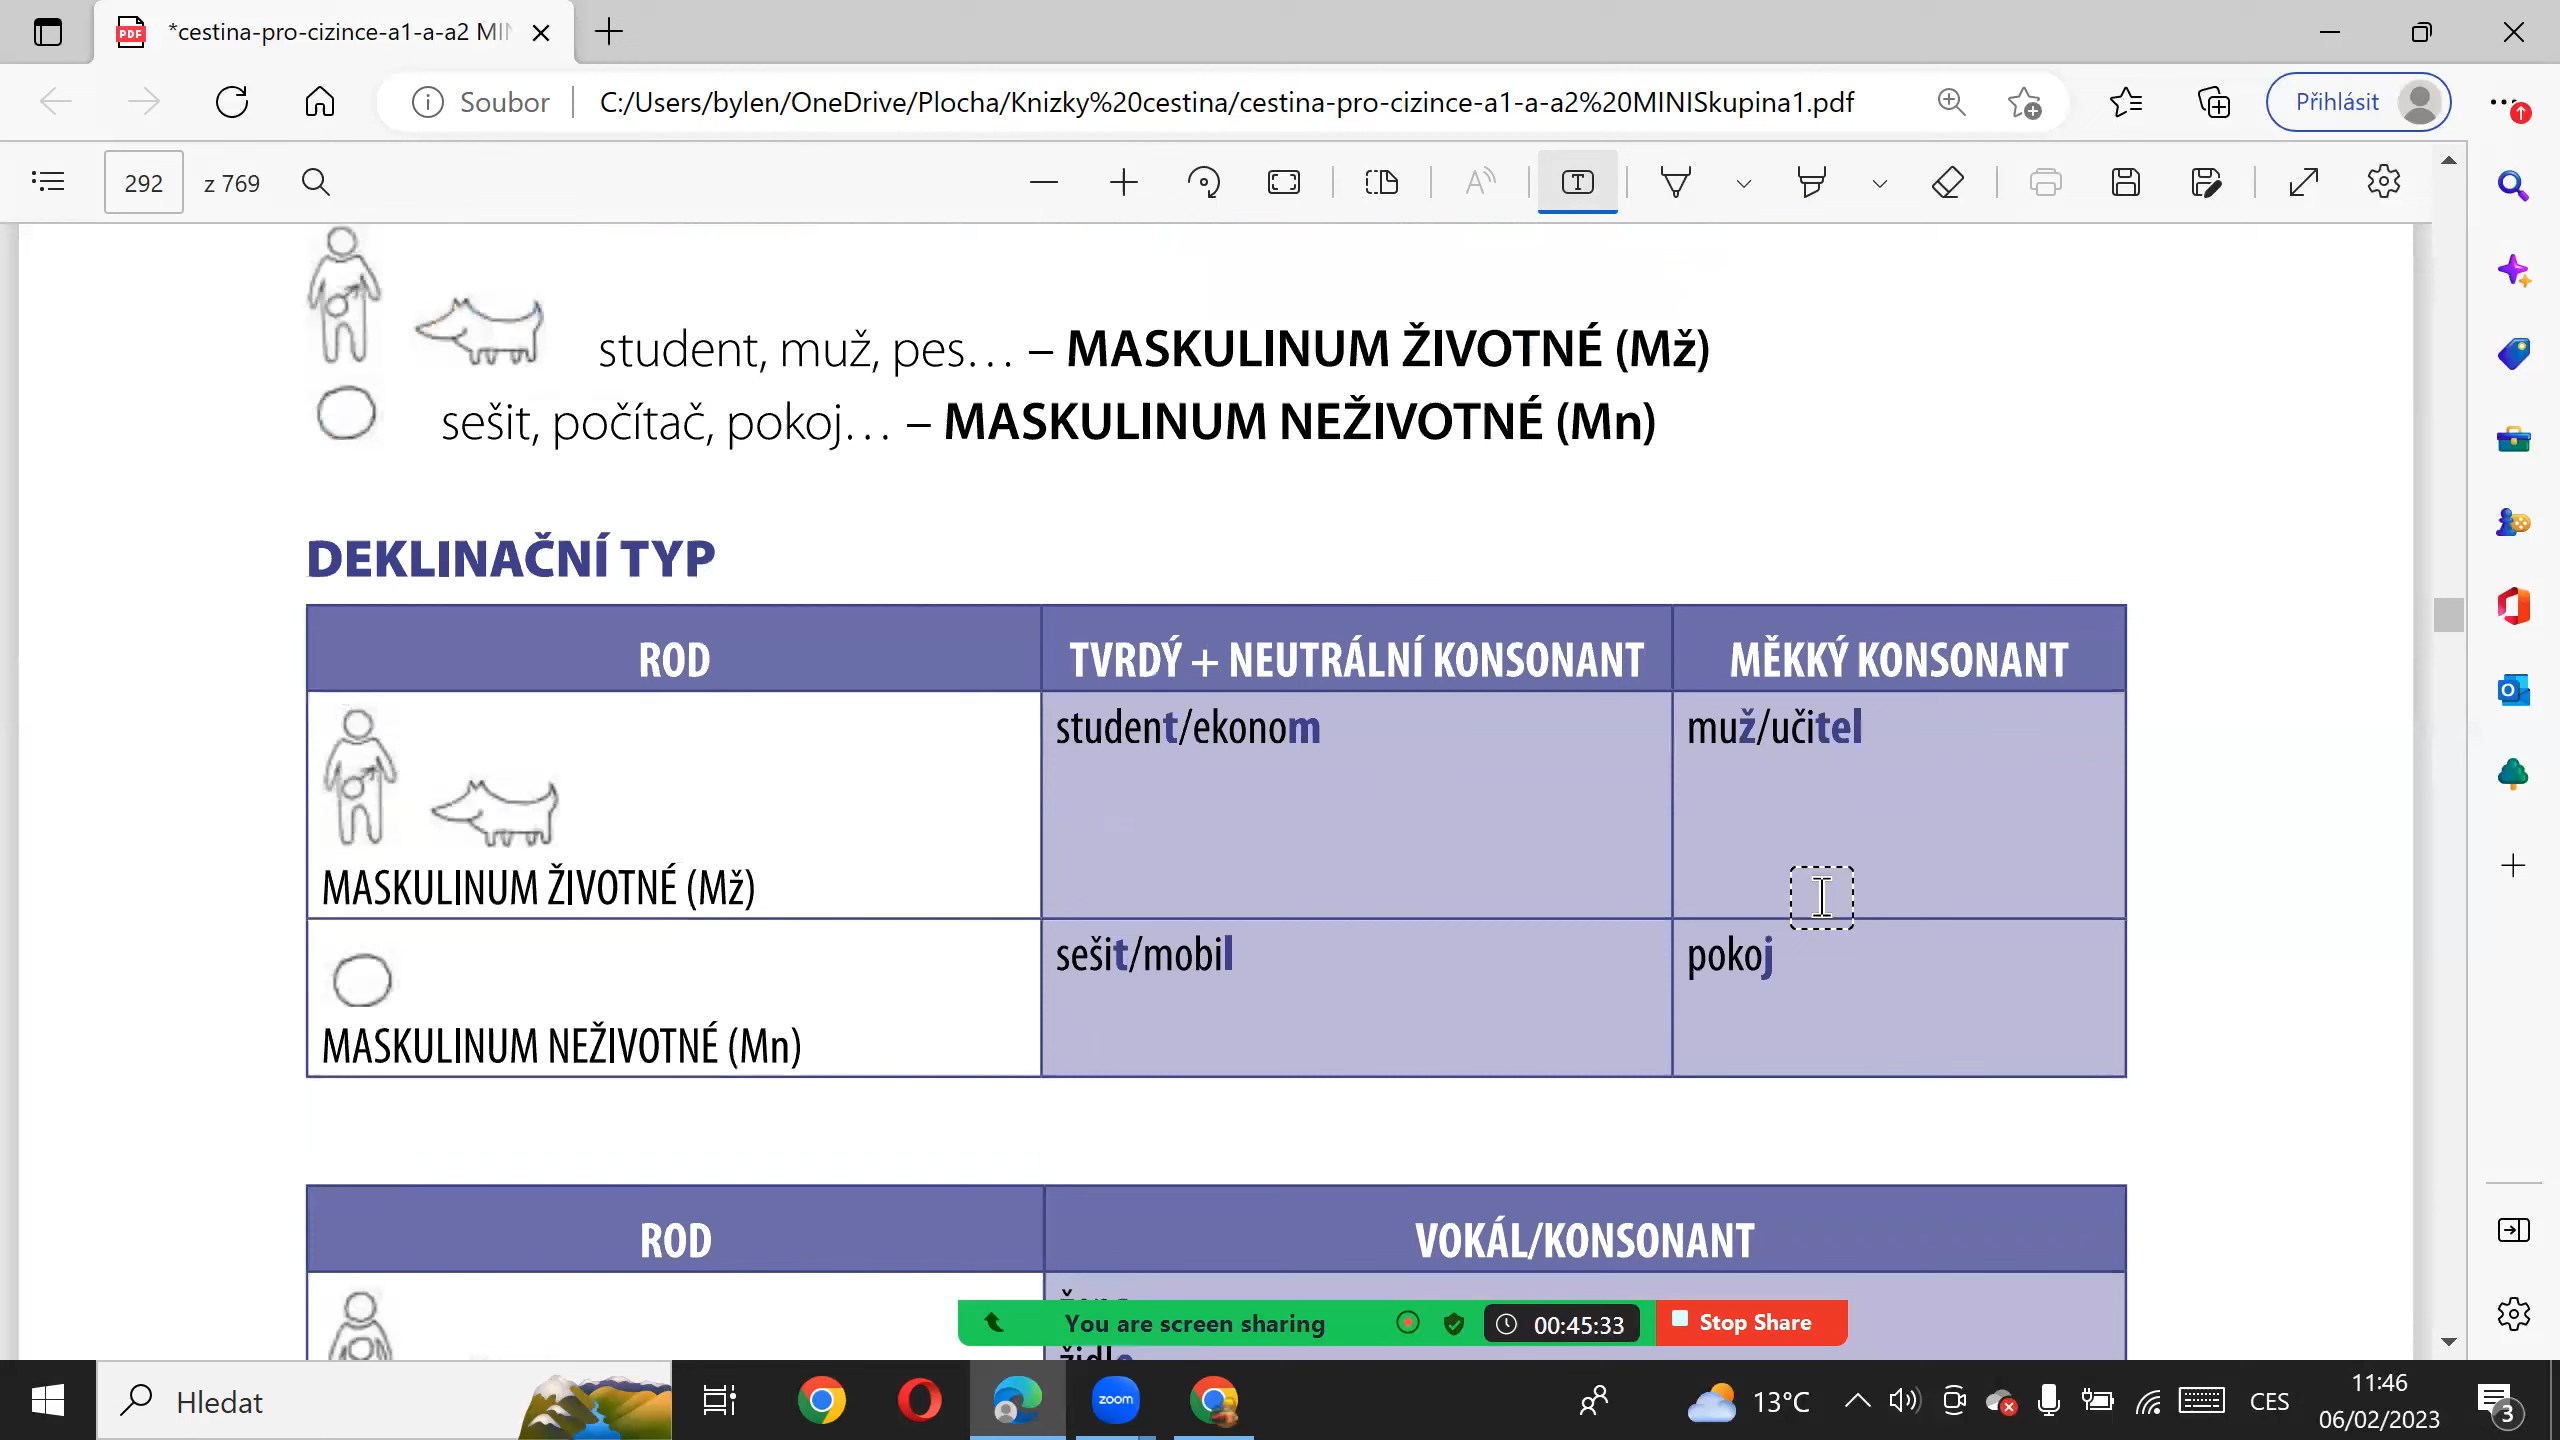 *cestina-pro-cizince-a1-a-a2 MIN
Soubor
C:/Users/bylen/OneDrive/Plocha/Knizky%20cestina/cestina-pro-cizince-a1-a-a2%20MINISkupina1.pdf
Přihlásit
292 z 769
student, muž, pes… – MASKULINUM ŽIVOTNÉ (Mž)
sešit, počítač, pokoj… – MASKULINUM NEŽIVOTNÉ (Mn)
DEKLINAČNÍ TYP
ROD TVRDÝ + NEUTRÁLNÍ KONSONANT MĚKKÝ KONSONANT
student/ekonom muž/učitel
MASKULINUM ŽIVOTNÉ (Mž)
sešit/mobil pokoj
MASKULINUM NEŽIVOTNÉ (Mn)
ROD VOKÁL/KONSONANT
You are screen sharing 00:45:33 Stop Share
Hledat
zoom
13°C
CES
11:46
06/02/2023
3